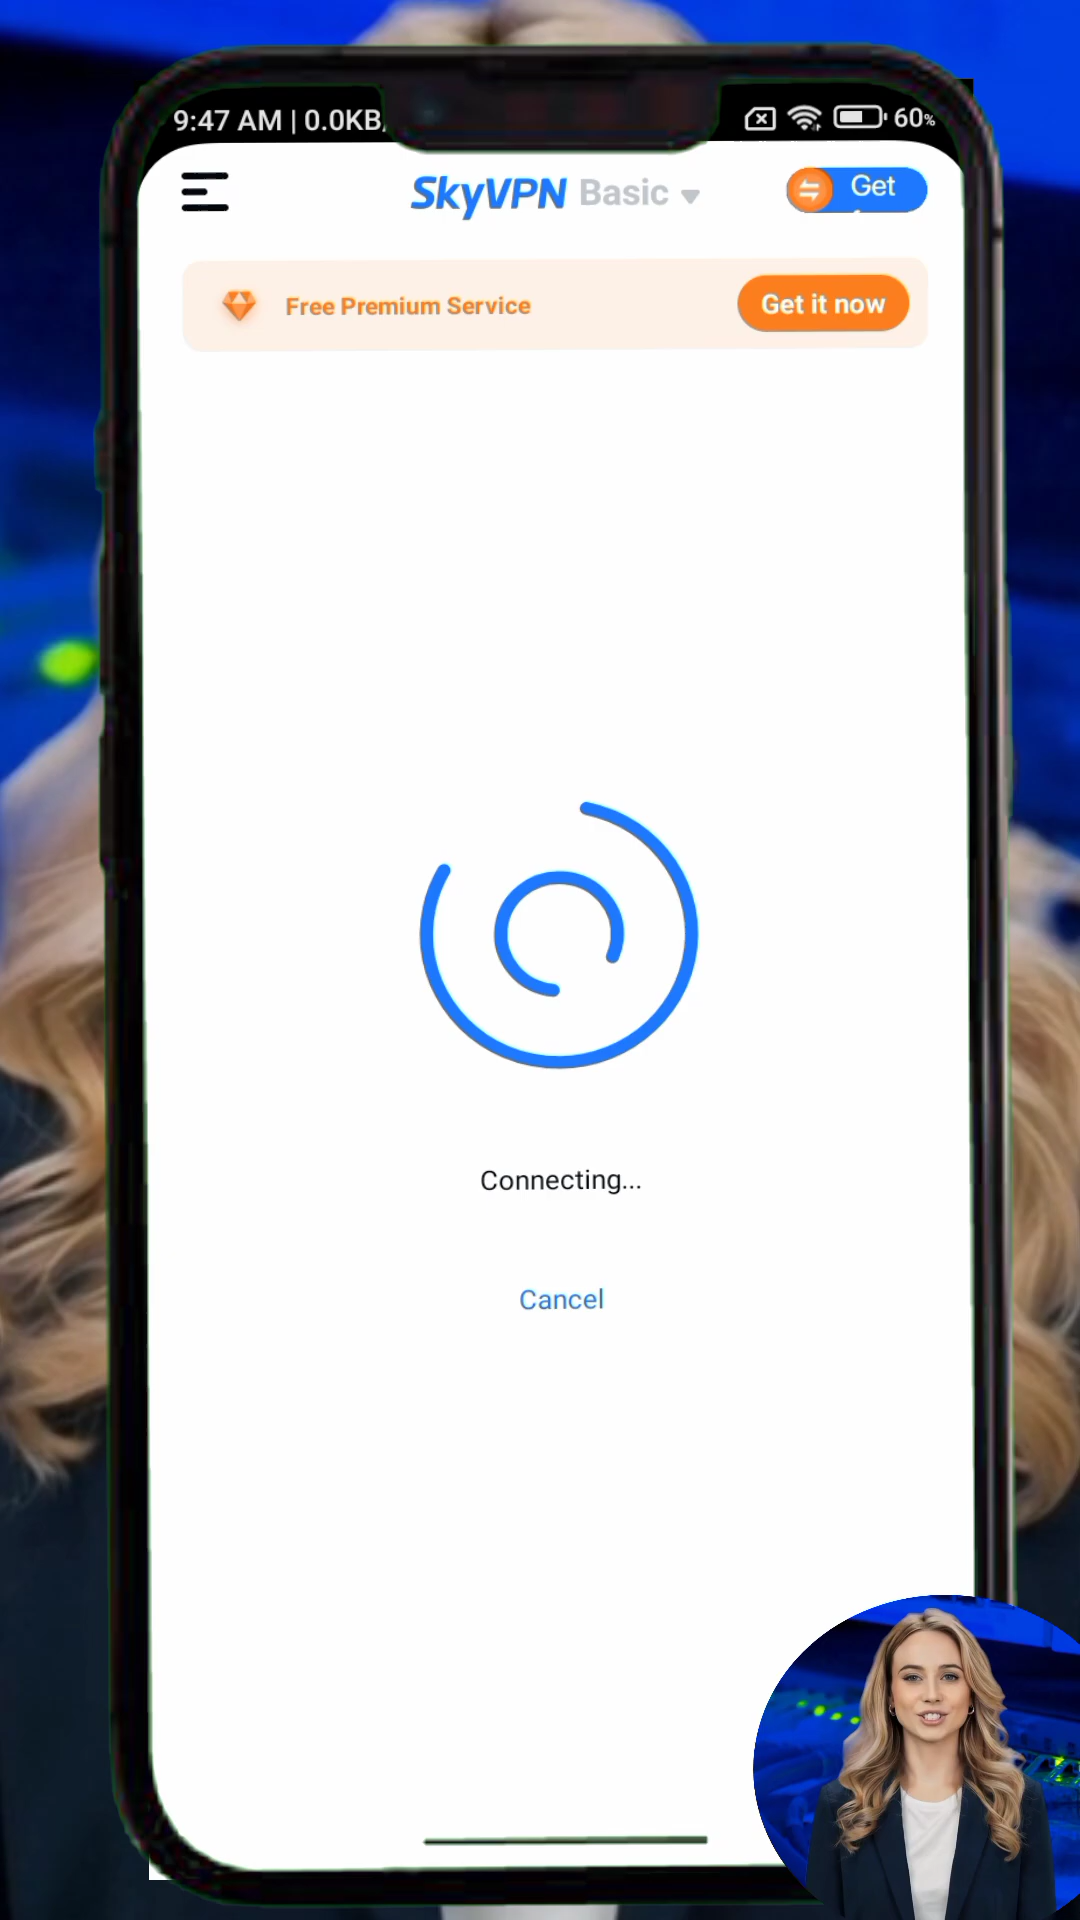 9:47 AM | 0.0KB
60%
SkyVPN Basic
Get
Free Premium Service
Get it now
Connecting...
Cancel